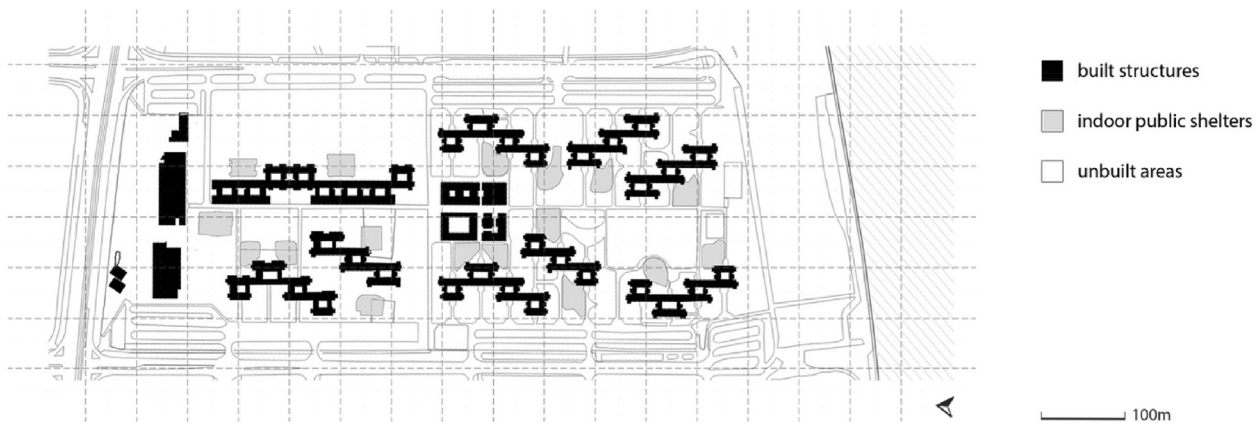 built structures
indoor public shelters
unbuilt areas
100m